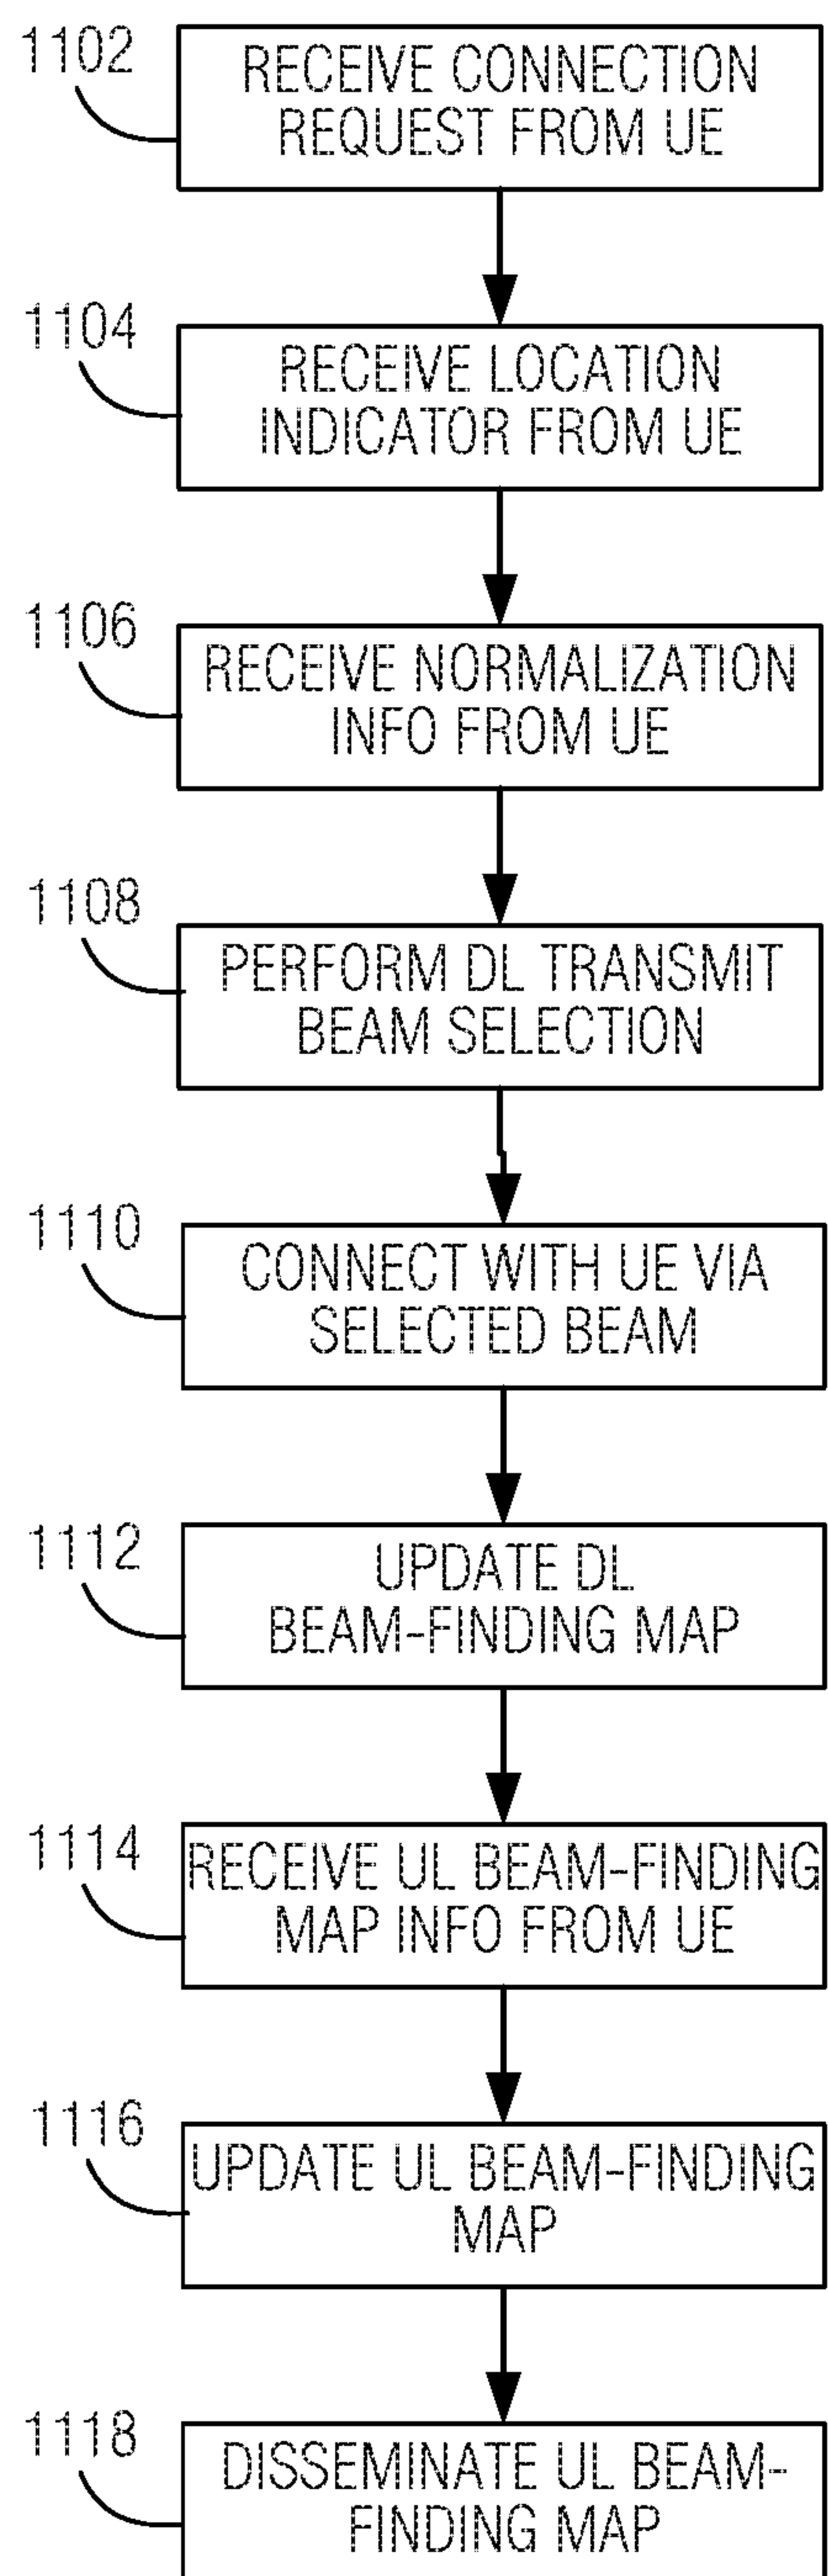 1102
RECEIVE CONNECTION
REQUEST FROM UE
1104
RECEIVE LOCATION
INDICATOR FROM UE
1106
RECEIVE NORMALIZATION
INFO FROM UE
1108
PERFORM DL TRANSMIT
BEAM SELECTION
1110
CONNECT WITH UE VIA
SELECTED BEAM
1112
UPDATE DL
BEAM-FINDING MAP
1114
RECEIVE UL BEAM-FINDING
MAP INFO FROM UE
1116
UPDATE UL BEAM-FINDING
MAP
1118
DISSEMINATE UL BEAM-
FINDING MAP